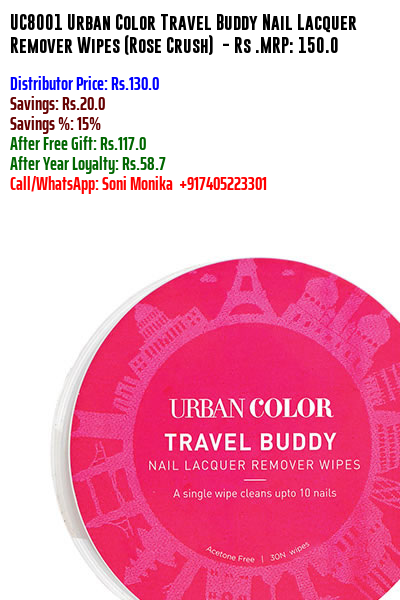 UC8001 Urban Color Travel Buddy Nail Lacquer
Remover Wipes (Rose Crush) - Rs .MRP: 150.0
Distributor Price: Rs.130.0
Savings: Rs.20.0
Savings %: 15%
After Free Gift: Rs.117.0
After Year Loyalty: Rs.58.7
Call/WhatsApp: Soni Monika +917405223301
URBAN COLOR
TRAVEL BUDDY
NAIL LACQUER REMOVER WIPES
A single wipe cleans upto 10 nails
Acetone Free | 30N wipes